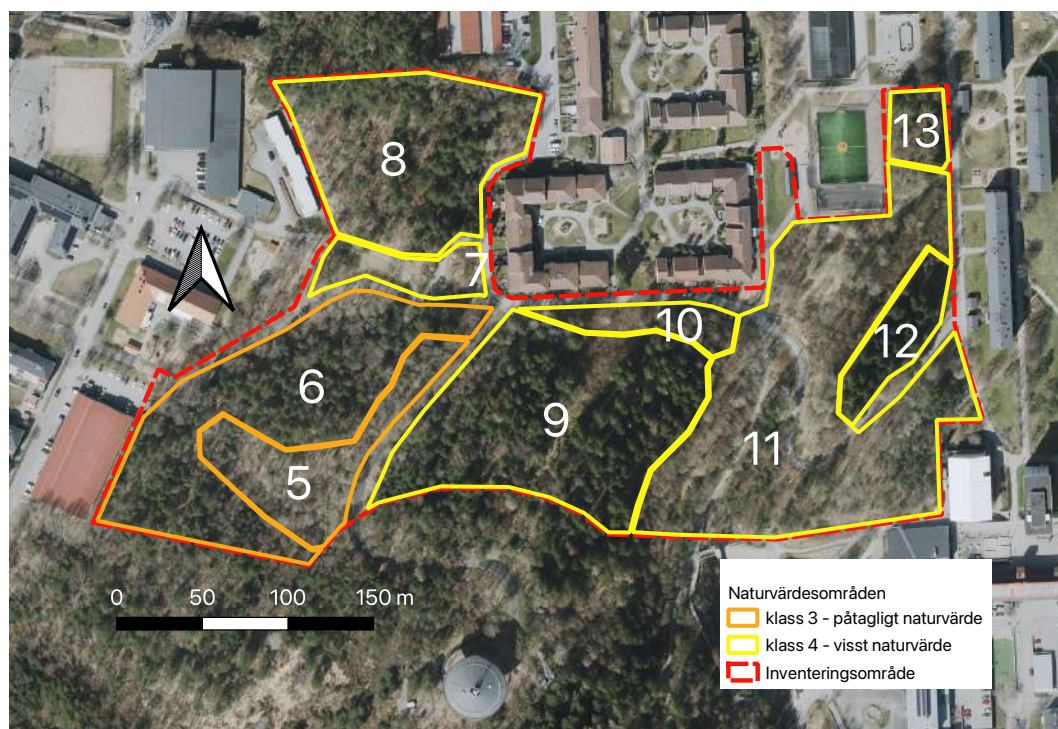 13
8
7
10
12
6
9
11
5
0 50 100 150 m
Naturvärdesområden
klass 3 - påtagligt naturvärde
klass 4 - visst naturvärde
Inventeringsområde